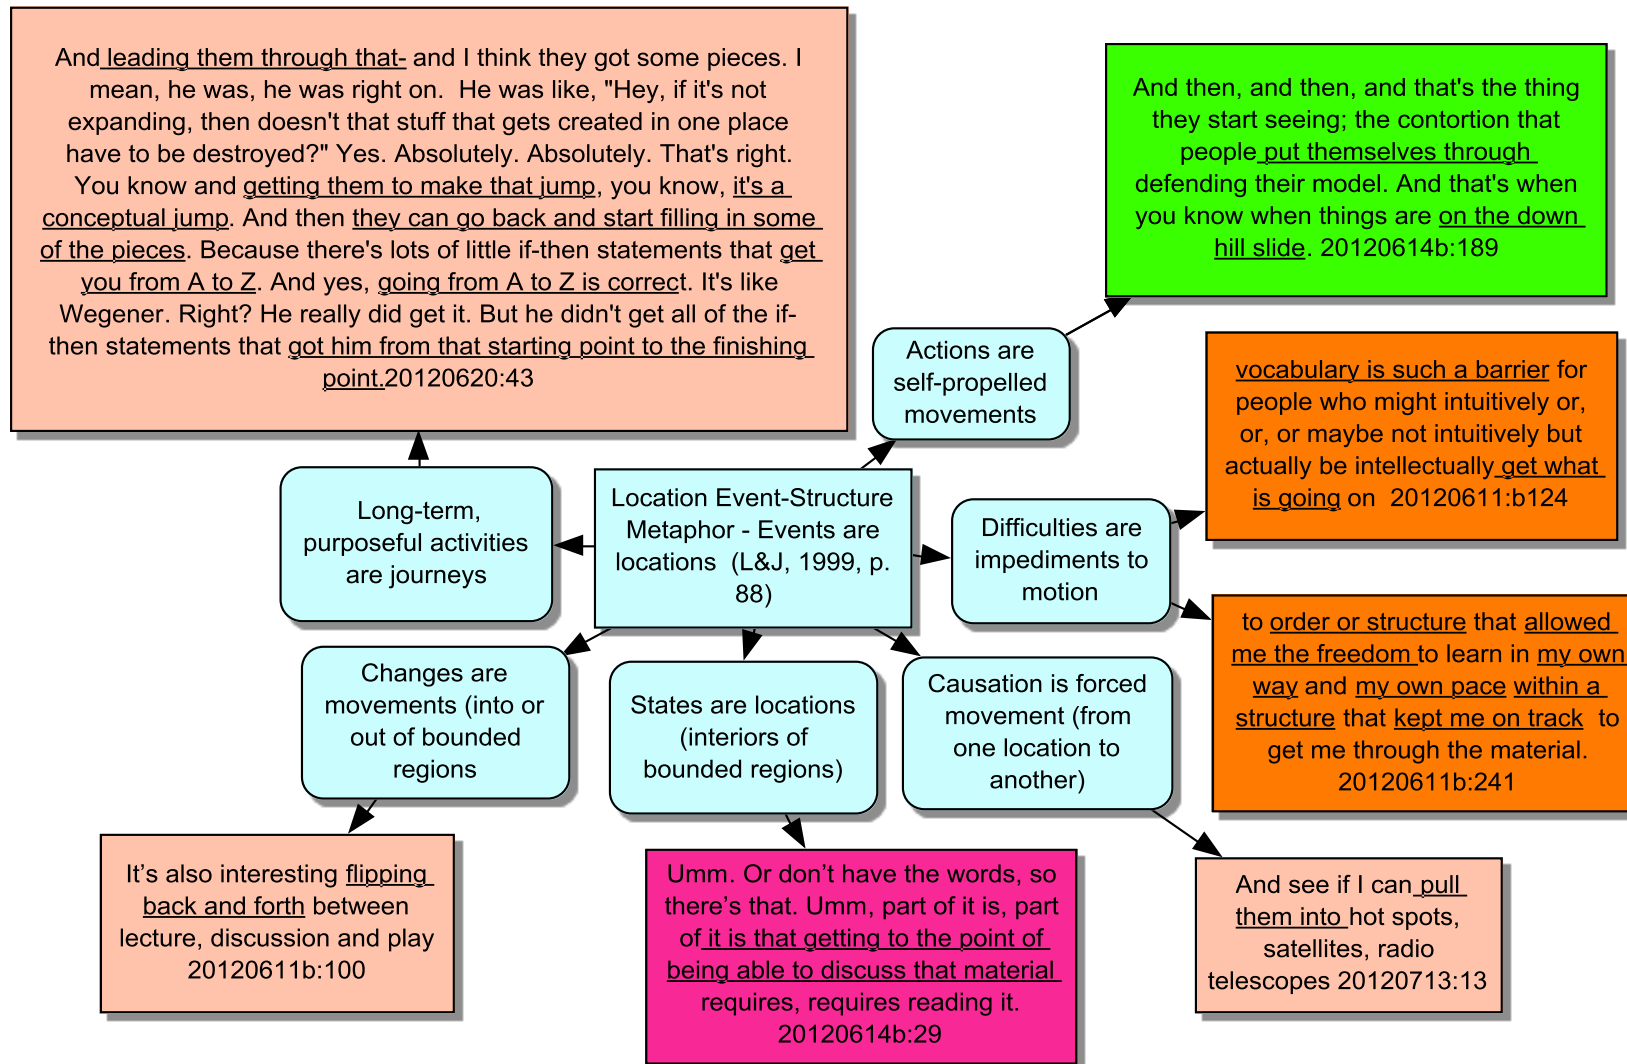 And leading them through that- and I think they got some pieces. I
mean, he was, he was right on.  He was like, "Hey, if it's not
expanding, then doesn't that stuff that gets created in one place
have to be destroyed?" Yes. Absolutely. Absolutely. That's right.
You know and getting them to make that jump, you know, it's a
conceptual jump. And then they can go back and start filling in some
of the pieces. Because there's lots of little if-then statements that get
you from A to Z. And yes, going from A to Z is correct. It's like
Wegener. Right? He really did get it. But he didn't get all of the if-
then statements that got him from that starting point to the finishing
point.20120620:43
And then, and then, and that's the thing
they start seeing; the contortion that
people put themselves through
defending their model. And that's when
you know when things are on the down
hill slide. 20120614b:189
Actions are
self-propelled
movements
vocabulary is such a barrier for
people who might intuitively or,
or, or maybe not intuitively but
actually be intellectually get what
is going on  20120611:b124
Long-term,
purposeful activities
are journeys
Location Event-Structure
Metaphor - Events are
locations  (L&J, 1999, p.
88)
Difficulties are
impediments to
motion
to order or structure that allowed
me the freedom to learn in my own
way and my own pace within a
structure that kept me on track  to
get me through the material.
20120611b:241
Changes are
movements (into or
out of bounded
regions
States are locations
(interiors of
bounded regions)
Causation is forced
movement (from
one location to
another)
It’s also interesting flipping
back and forth between
lecture, discussion and play
20120611b:100
Umm. Or don’t have the words, so
there’s that. Umm, part of it is, part
of it is that getting to the point of
being able to discuss that material
requires, requires reading it.
20120614b:29
And see if I can pull
them into hot spots,
satellites, radio
telescopes 20120713:13